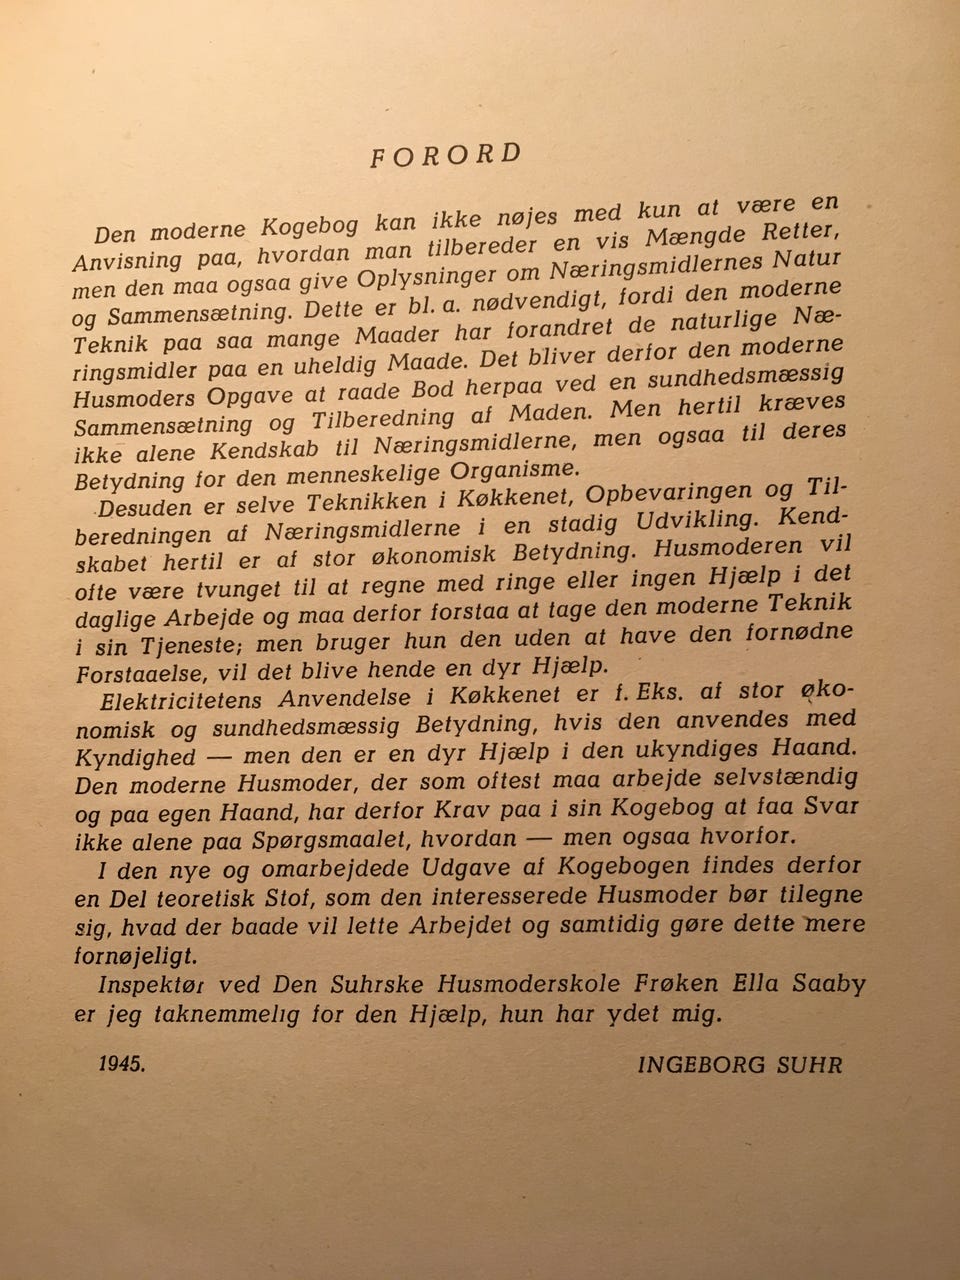 FORORD
Den moderne Kogebog kan ikke nøjes med kun at være en
Anvisning paa, hvordan man tilbereder en vis Mængde Retter,
men den maa ogsaa give Oplysninger om Næringsmidlernes Natur
og Sammensætning. Dette er bl. a. nødvendigt, fordi den moderne
Teknik paa saa mange Maader har forandret de naturlige Næ-
ringsmidler paa en uheldig Maade. Det bliver derfor den moderne
Husmoders Opgave at raade Bod herpaa ved en sundhedsmæssig
Sammensætning og Tilberedning af Maden. Men hertil kræves
ikke alene Kendskab til Næringsmidlerne, men ogsaa til deres
Betydning for den menneskelige Organisme.
Desuden er selve Teknikken i Køkkenet, Opbevaringen og Til-
beredningen af Næringsmidlerne i en stadig Udvikling. Kend-
skabet hertil er af stor økonomisk Betydning. Husmoderen vil
ofte være tvunget til at regne med ringe eller ingen Hjælp i det
daglige Arbejde og maa derfor forstaa at tage den moderne Teknik
i sin Tjeneste; men bruger hun den uden at have den fornødne
Forstaaelse, vil det blive hende en dyr Hjælp.
Elektricitetens Anvendelse i Køkkenet er f. Eks. af stor øko-
nomisk og sundhedsmæssig Betydning, hvis den anvendes med
Kyndighed — men den er en dyr Hjælp i den ukyndiges Haand.
Den moderne Husmoder, der som oftest maa arbejde selvstændig
og paa egen Haand, har derfor Krav paa i sin Kogebog at faa Svar
ikke alene paa Spørgsmaalet, hvordan — men ogsaa hvorfor.
I den nye og omarbejdede Udgave af Kogebogen findes derfor
en Del teoretisk Stof, som den interesserede Husmoder bør tilegne
sig, hvad der baade vil lette Arbejdet og samtidig gøre dette mere
fornøjeligt.
Inspektør ved Den Suhrske Husmoderskole Frøken Ella Saaby
er jeg taknemmelig for den Hjælp, hun har ydet mig.
1945. INGEBORG SUHR